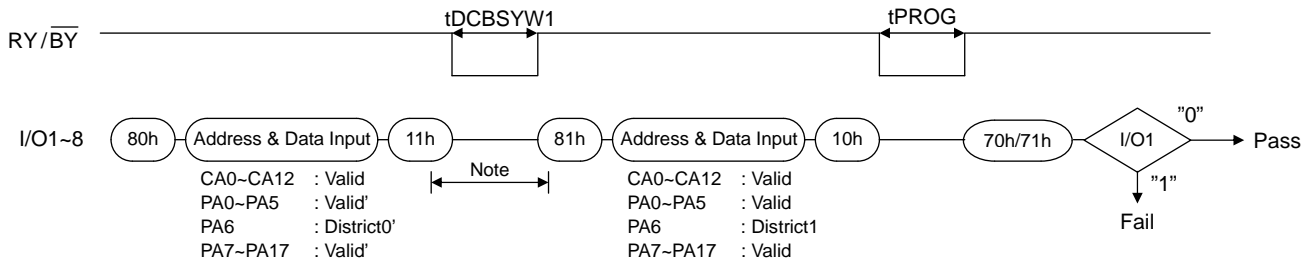 tDCBSYW1
tPROG
RY/BY
I/O1~8
80h
Address & Data Input
11h
81h
Address & Data Input
10h
70h/71h
I/O1
”0”
Pass
Note
”1”
Fail
CA0~CA12 : Valid
PA0~PA5 : Valid’
PA6 : District0’
PA7~PA17 : Valid’
CA0~CA12 : Valid
PA0~PA5 : Valid
PA6 : District1
PA7~PA17 : Valid